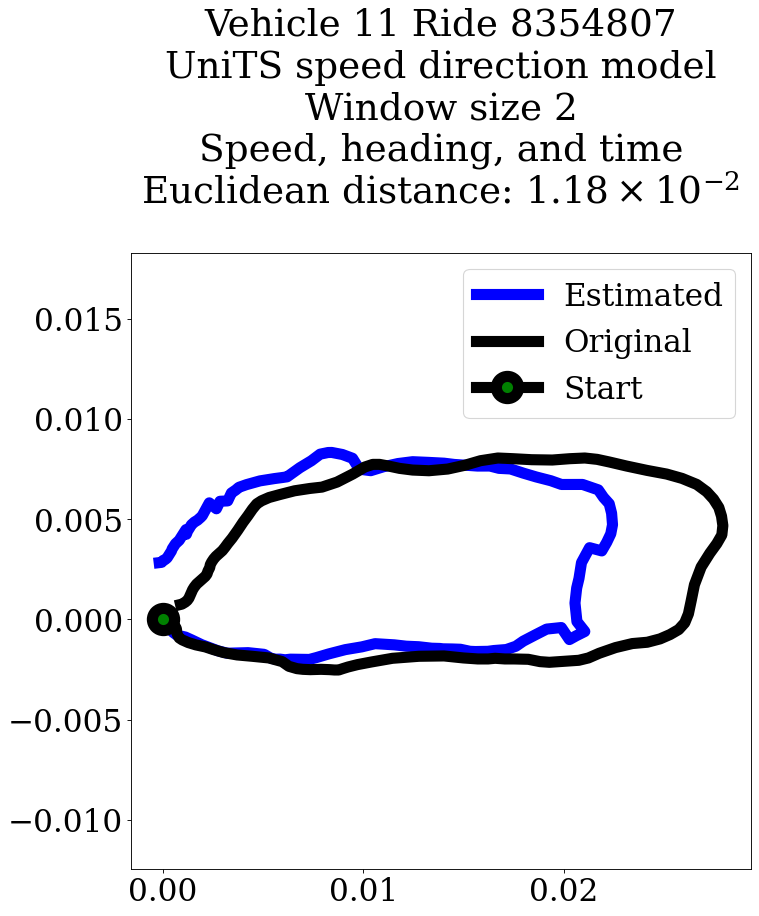 Vehicle 11 Ride 8354807
UniTS speed direction model
Window size 2
Speed, heading, and time
Euclidean distance: 1.18 × 10⁻²
Estimated
Original
Start
0.015
0.010
0.005
0.000
−0.005
−0.010
0.00 0.01 0.02